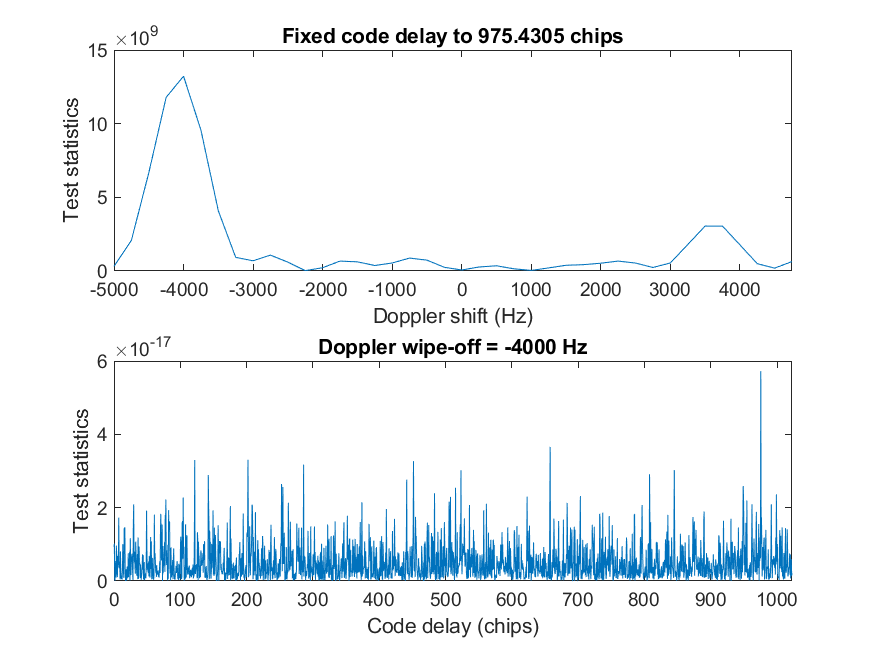 Fixed code delay to 975.4305 chips
×10^9
15
10
5
0
Test statistics
-5000 -4000 -3000 -2000 -1000 0 1000 2000 3000 4000
Doppler shift (Hz)
Doppler wipe-off = -4000 Hz
×10^-17
6
4
2
0
Test statistics
0 100 200 300 400 500 600 700 800 900 1000
Code delay (chips)